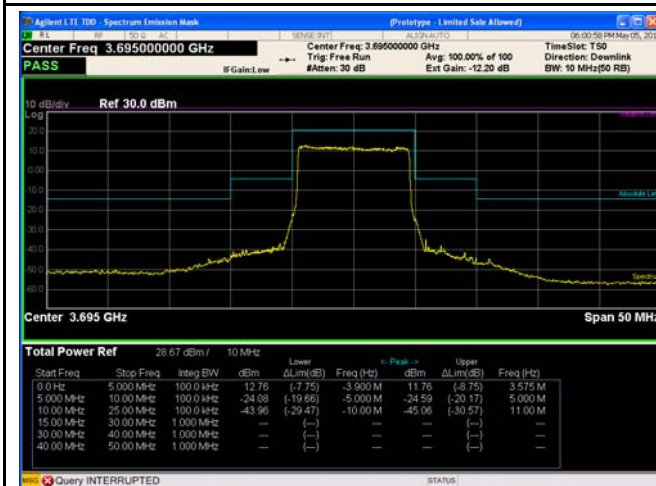 Agilent LTE TDD - Spectrum Emission Mask (Prototype - Limited Sale Allowed)
RL RF 50 Ω AC SENSE:INT ALIGN AUTO 06:00:58 PM May 05, 201
Center Freq 3.695000000 GHz Center Freq: 3.695000000 GHz TimeSlot: TS0
PASS Trig: Free Run Avg: 100.00% of 100 Direction: Downlink
IFGain:Low #Atten: 30 dB Ext Gain: -12.20 dB BW: 10 MHz(50 RB)
10 dB/div Ref 30.0 dBm
Log
20.0
10.0
0.00
-10.0
Absolute Lim
-20.0
-30.0
-40.0
-50.0
Spectru
-60.0
Center 3.695 GHz Span 50 MHz
Total Power Ref 28.67 dBm / 10 MHz
Lower <- Peak -> Upper
Start Freq Stop Freq Integ BW dBm ΔLim(dB) Freq (Hz) dBm ΔLim(dB) Freq (Hz)
0.0 Hz 5.000 MHz 100.0 kHz 12.76 (-7.75) -3.900 M 11.76 (-8.75) 3.575 M
5.000 MHz 10.00 MHz 100.0 kHz -24.08 (-19.66) -5.000 M -24.59 (-20.17) 5.000 M
10.00 MHz 25.00 MHz 100.0 kHz -43.96 (-29.47) -10.00 M -45.06 (-30.57) 11.00 M
15.00 MHz 30.00 MHz 1.000 MHz --- (---) --- (---)
30.00 MHz 40.00 MHz 1.000 MHz --- (---) --- (---)
40.00 MHz 50.00 MHz 1.000 MHz --- (---) --- (---)
MSG Query INTERRUPTED STATUS